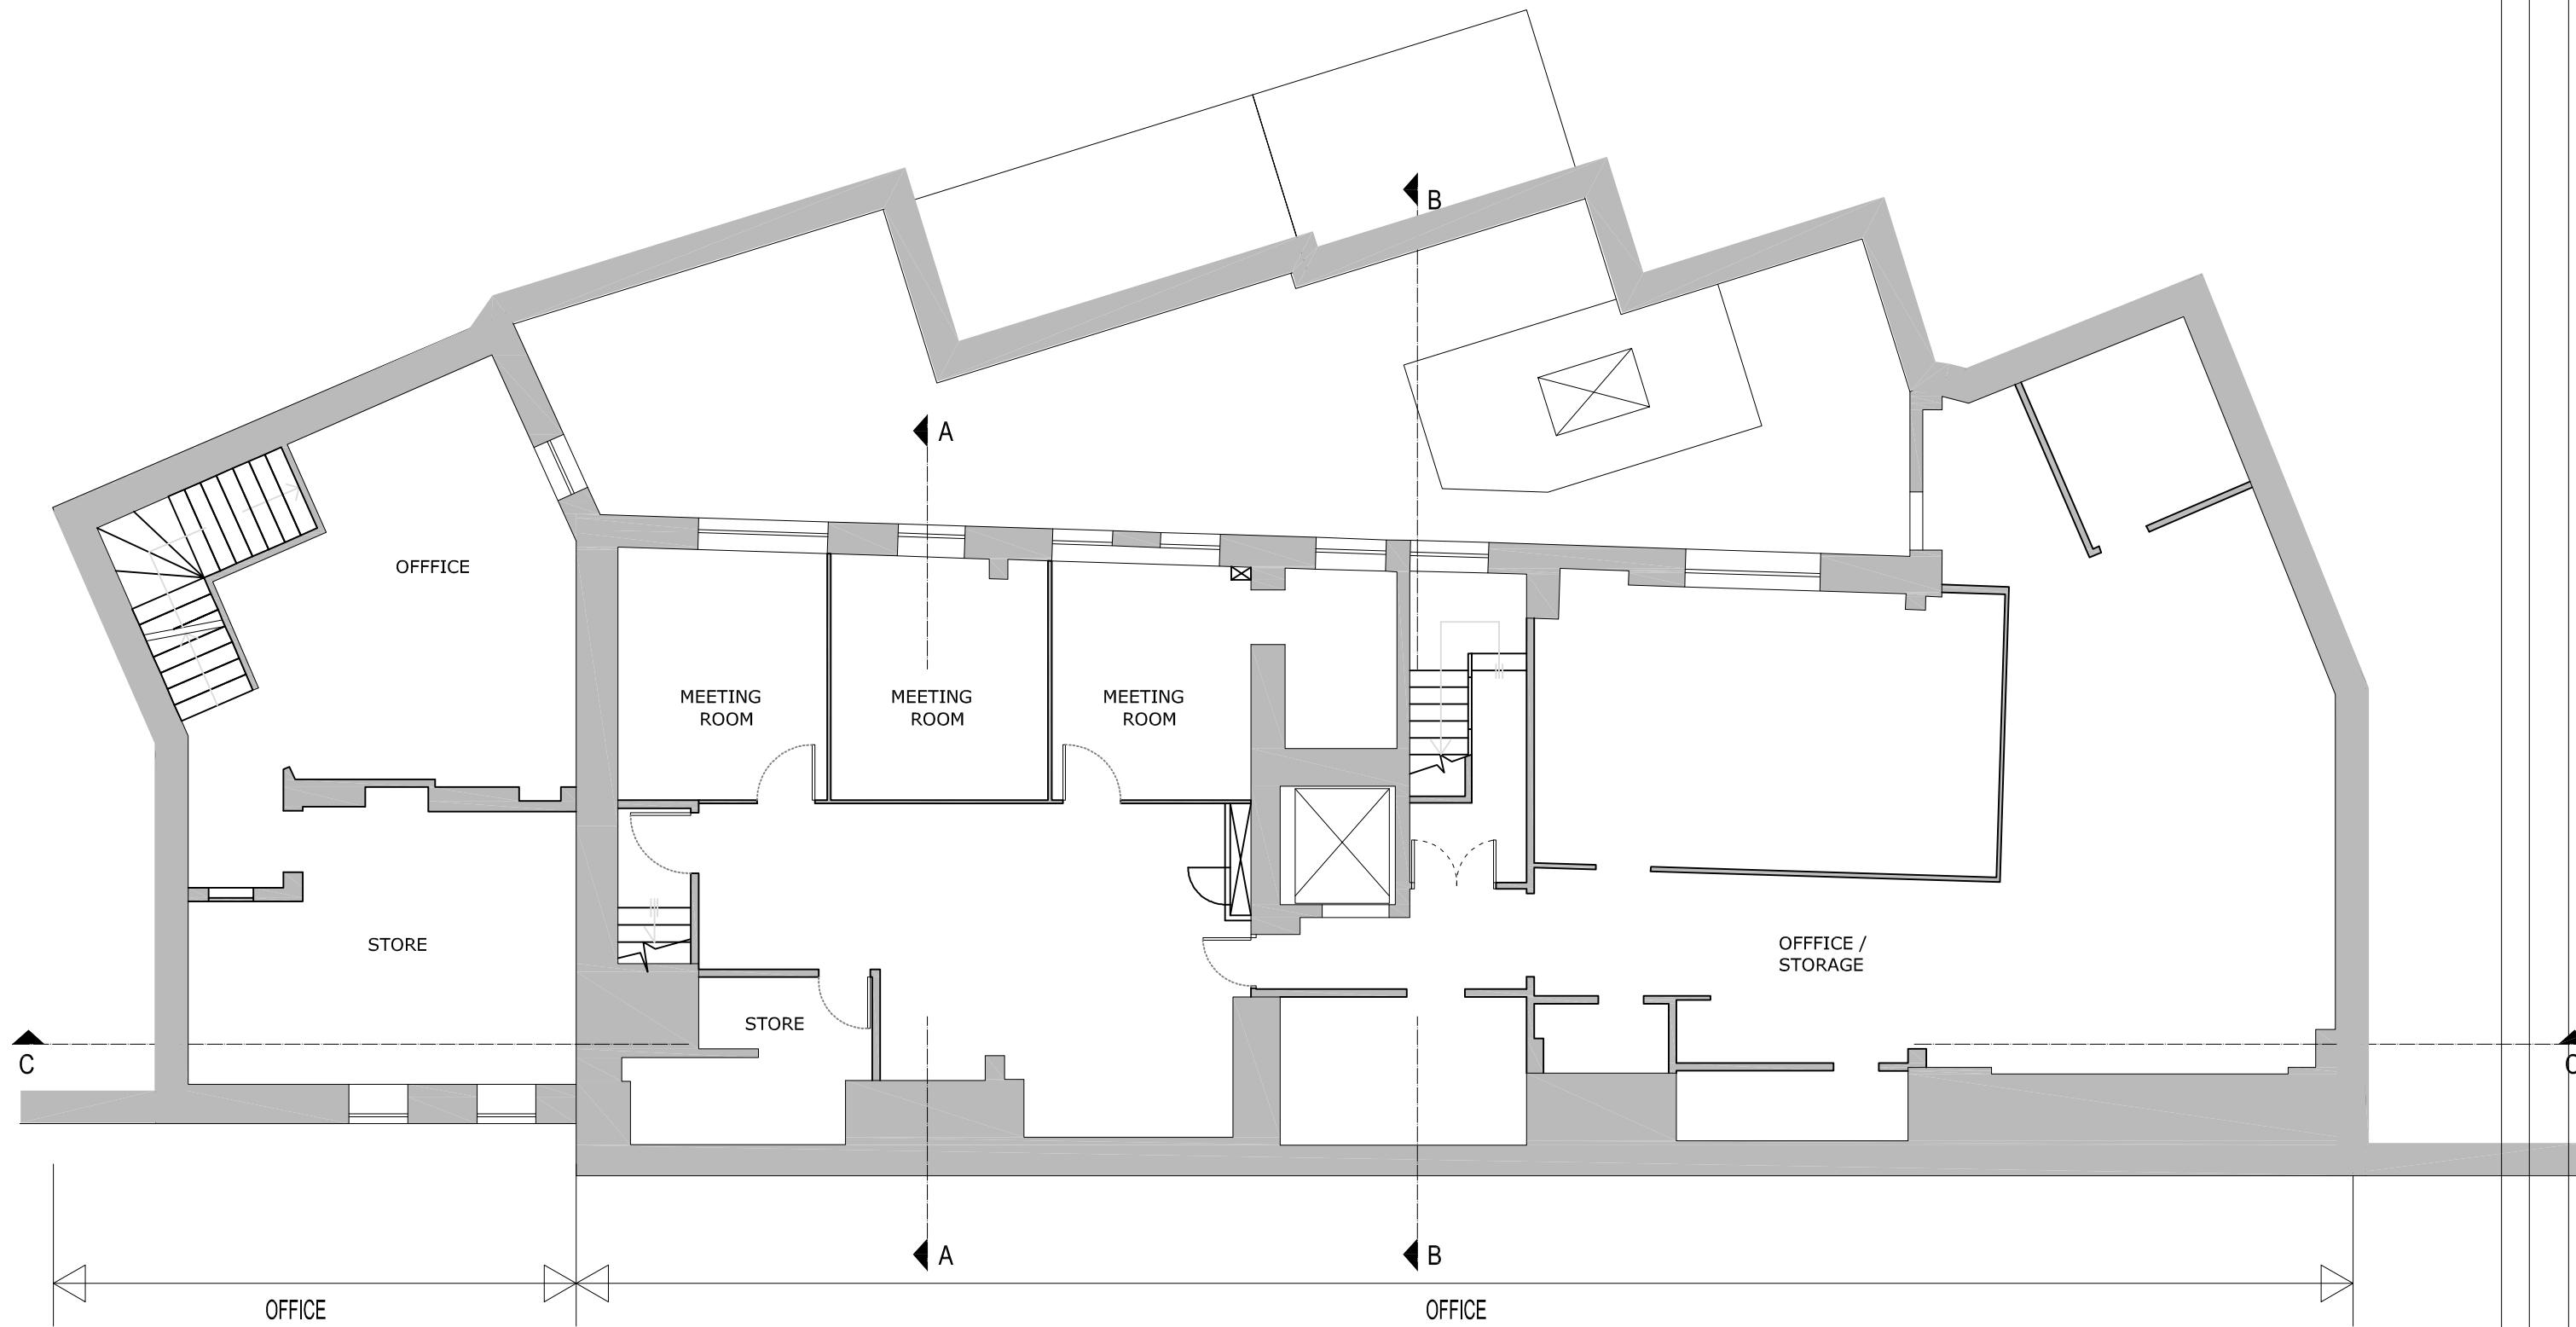 B
A
OFFFICE
MEETING
ROOM
MEETING
ROOM
MEETING
ROOM
STORE
OFFFICE /
STORAGE
STORE
C
C
A
B
OFFICE
OFFICE